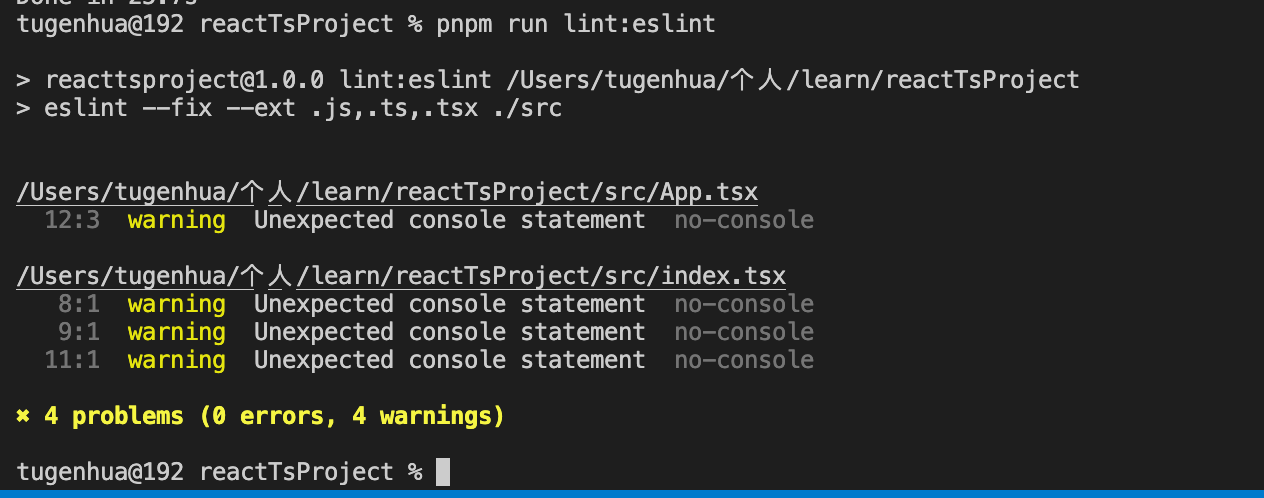 Done in 23.7s
tugenhua@192 reactTsProject % pnpm run lint:eslint
> reacttsproject@1.0.0 lint:eslint /Users/tugenhua/个人/learn/reactTsProject
> eslint --fix --ext .js,.ts,.tsx ./src
/Users/tugenhua/个人/learn/reactTsProject/src/App.tsx
12:3 warning Unexpected console statement no-console
/Users/tugenhua/个人/learn/reactTsProject/src/index.tsx
8:1 warning Unexpected console statement no-console
9:1 warning Unexpected console statement no-console
11:1 warning Unexpected console statement no-console
✖ 4 problems (0 errors, 4 warnings)
tugenhua@192 reactTsProject %